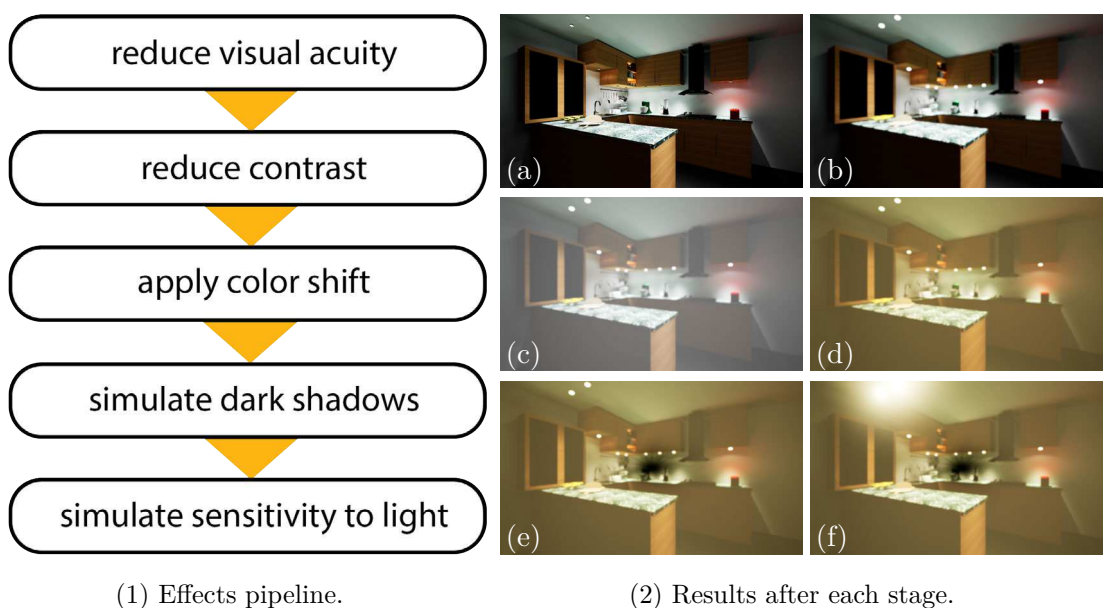 reduce visual acuity
reduce contrast
apply color shift
simulate dark shadows
simulate sensitivity to light
(a)
(b)
(c)
(d)
(e)
(f)
(1) Effects pipeline.
(2) Results after each stage.